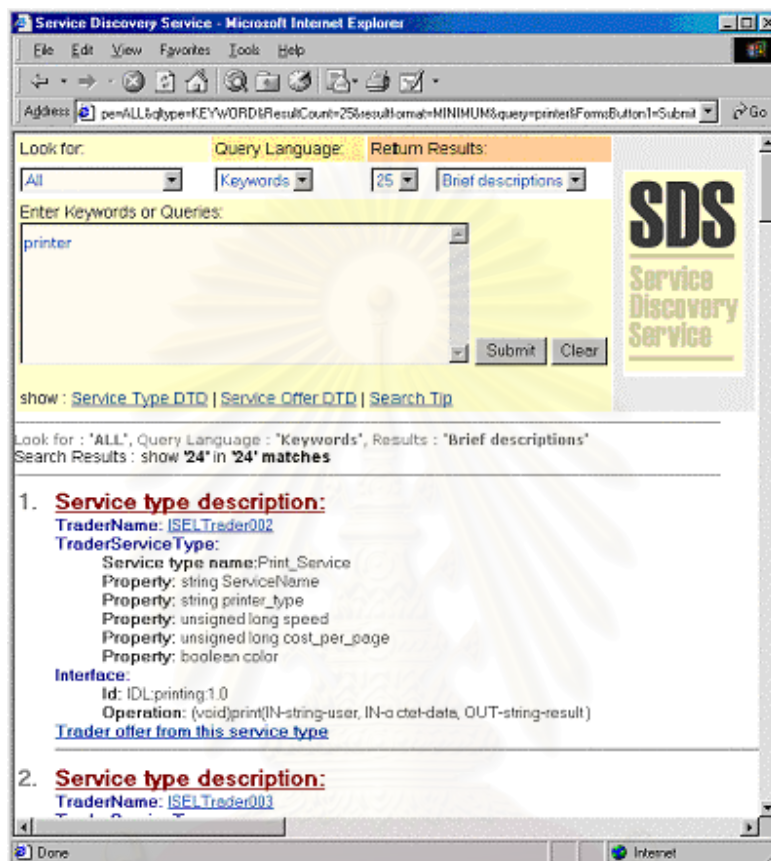 Service Discovery Service - Microsoft Internet Explorer
File Edit View Favorites Tools Help
Address pe=ALL&qltype=KEYWORD&ResultCount=25&resultformat=MINIMUM&query=printer&FormsButton1=Submit Go
Look for: Query Language: Return Results:
All Keywords 25 Brief descriptions
Enter Keywords or Queries:
printer
Submit Clear
SDS
Service
Discovery
Service
show : Service Type DTD | Service Offer DTD | Search Tip
Look for : "ALL", Query Language : "Keywords", Results : "Brief descriptions"
Search Results : show '24' in '24' matches
1. Service type description:
TraderName: ISELTrader002
TraderServiceType:
Service type name:Print_Service
Property: string ServiceName
Property: string printer_type
Property: unsigned long speed
Property: unsigned long cost_per_page
Property: boolean color
Interface:
Id: IDL:printing:1.0
Operation: (void)print(IN-string-user, IN-octet-data, OUT-string-result)
Trader offer from this service type
2. Service type description:
TraderName: ISELTrader003
Done Internet